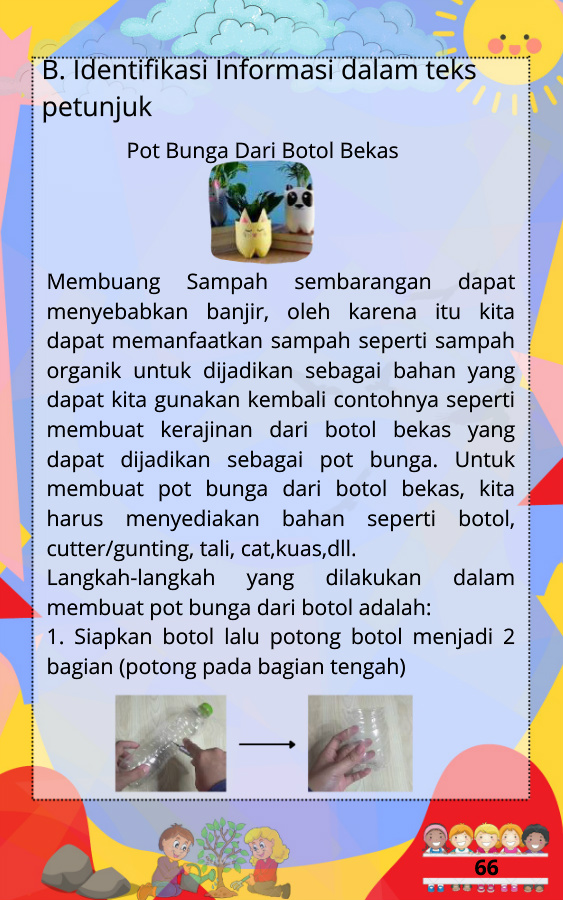 B. Identifikasi Informasi dalam teks
petunjuk
Pot Bunga Dari Botol Bekas
Membuang Sampah sembarangan dapat
menyebabkan banjir, oleh karena itu kita
dapat memanfaatkan sampah seperti sampah
organik untuk dijadikan sebagai bahan yang
dapat kita gunakan kembali contohnya seperti
membuat kerajinan dari botol bekas yang
dapat dijadikan sebagai pot bunga. Untuk
membuat pot bunga dari botol bekas, kita
harus menyediakan bahan seperti botol,
cutter/gunting, tali, cat,kuas,dll.
Langkah-langkah yang dilakukan dalam
membuat pot bunga dari botol adalah:
1. Siapkan botol lalu potong botol menjadi 2
bagian (potong pada bagian tengah)
66